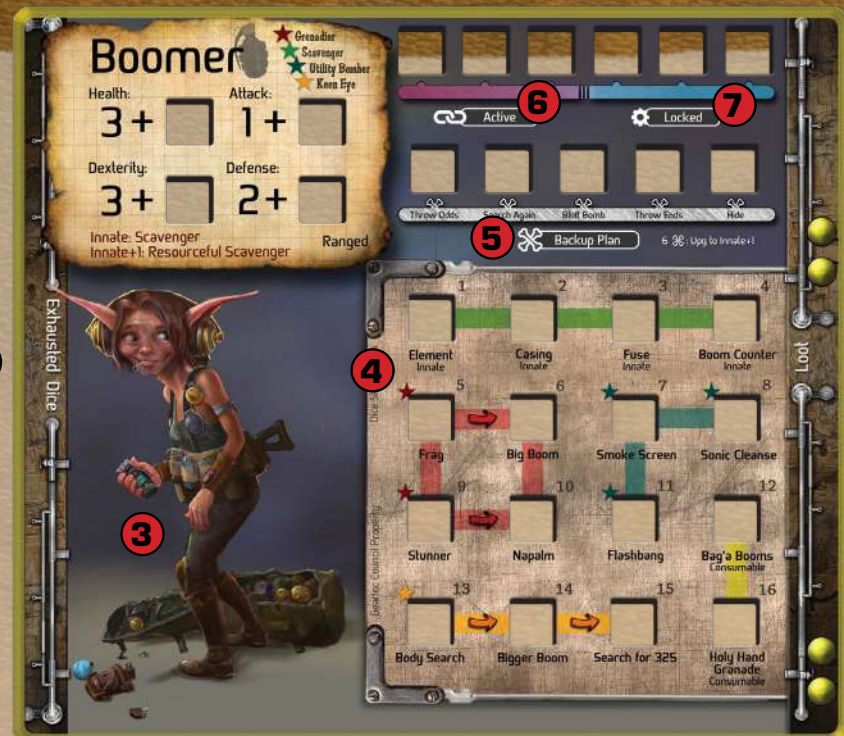 Boomer
Grenadier
Scavenger
Utility Bomber
Keen Eye
Health:
3+
Attack:
1+
Dexterity:
3+
Defense:
2+
Innate: Scavenger
Innate+1: Resourceful Scavenger
Ranged
6
7
Active
Locked
Throw Odds
Search Again
Blott Bomb
Throw Ends
Hide
5
Backup Plan
6 : Upg to Innate+1
Exhausted Dice
Loot
3
4
1 2 3 4
Element Casing Fuse Boom Counter
Innate Innate Innate Innate
5 6 7 8
Frag Big Boom Smoke Screen Sonic Cleanse
9 10 11 12
Stunner Napalm Flashbang Bag'a Booms
Consumable
13 14 15 16
Body Search Bigger Boom Search for 325 Holy Hand
Granade
Consumable
Gearloc Council Property